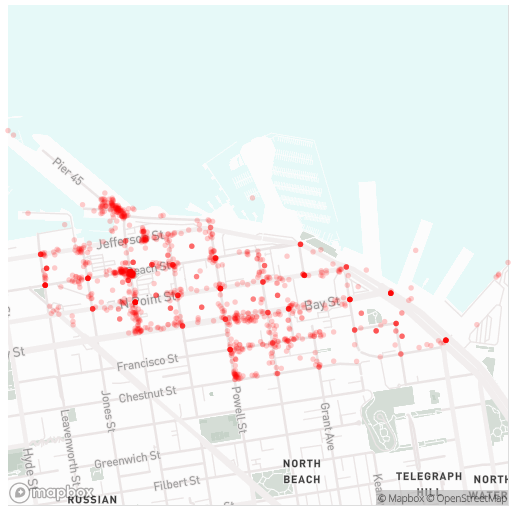 Pier 45
Jefferson St
Beach St
N Point St
Bay St
Francisco St
Chestnut St
Powell St
Jones St
Leavenworth St
Hyde St
Grant Ave
Greenwich St
Filbert St
NORTH
BEACH
TELEGRAPH
HILL
NORTH
WATER
RUSSIAN
mapbox
© Mapbox © OpenStreetMap